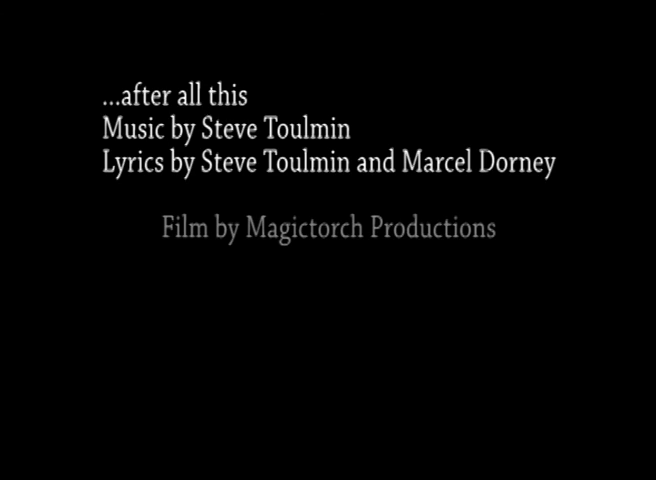 ...after all this
Music by Steve Toulmin
Lyrics by Steve Toulmin and Marcel Dorney
Film by Magictorch Productions